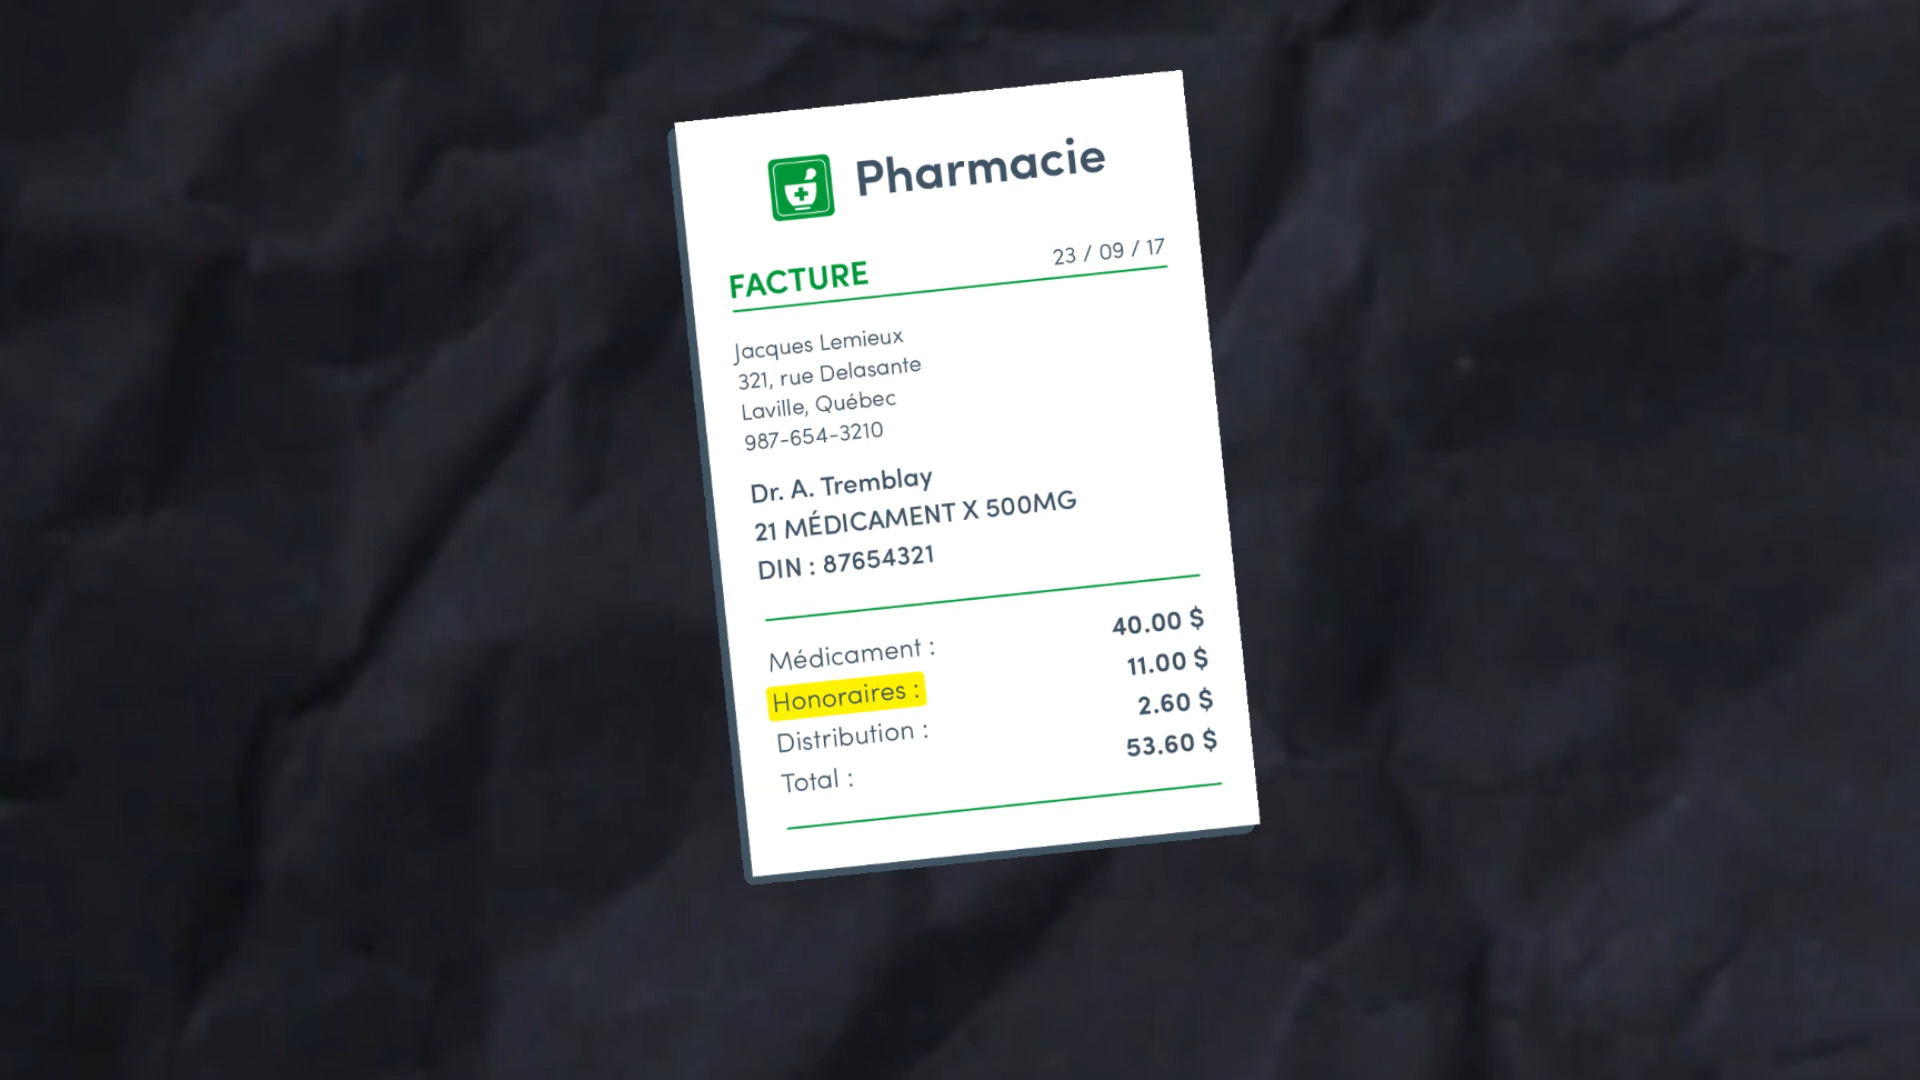 Pharmacie
FACTURE 23 / 09 / 17
Jacques Lemieux
321, rue Delasante
Laville, Québec
987-654-3210
Dr. A. Tremblay
21 MÉDICAMENT X 500MG
DIN : 87654321
Médicament : 40.00 $
Honoraires : 11.00 $
Distribution : 2.60 $
Total : 53.60 $